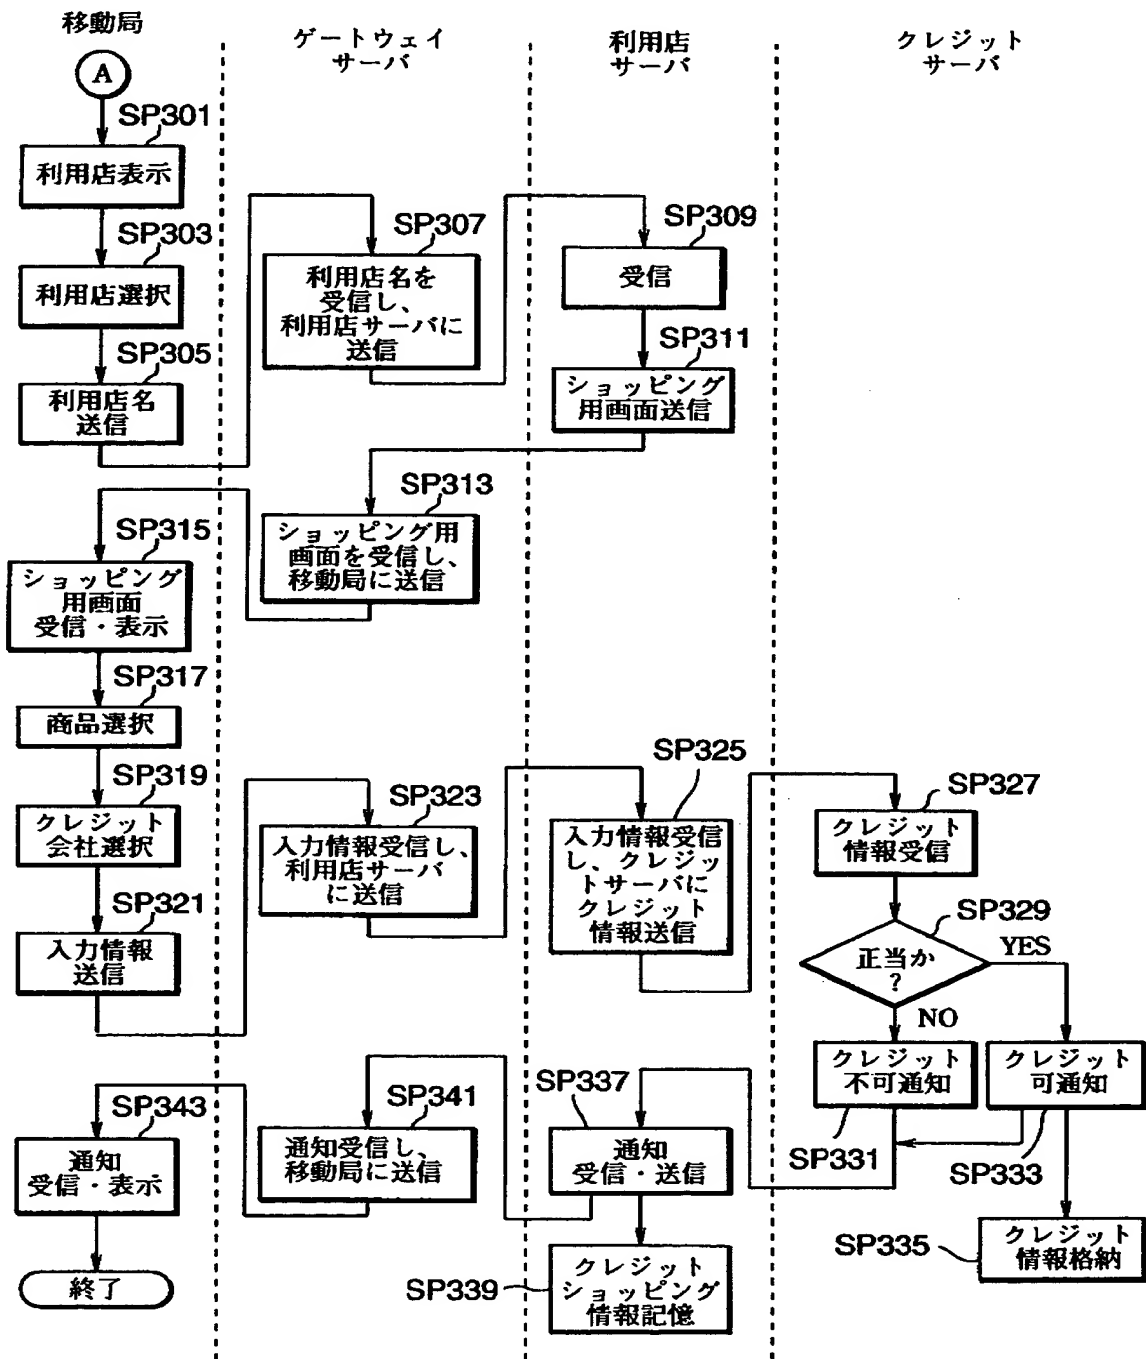 移動局
ゲートウェイ
サーバ
利用店
サーバ
クレジット
サーバ
A
SP301
利用店表示
SP303
利用店選択
SP305
利用店名
送信
SP307
利用店名を
受信し、
利用店サーバに
送信
SP309
受信
SP311
ショッピング
用画面送信
SP313
ショッピング用
画面を受信し、
移動局に送信
SP315
ショッピング
用画面
受信・表示
SP317
商品選択
SP319
クレジット
会社選択
SP321
入力情報
送信
SP323
入力情報受信し、
利用店サーバ
に送信
SP325
入力情報受信
し、クレジッ
トサーバに
クレジット
情報送信
SP327
クレジット
情報受信
SP329
正当か
?
YES
NO
クレジット
不可通知
SP331
クレジット
可通知
SP333
SP335
クレジット
情報格納
SP337
通知
受信・送信
SP339
クレジット
ショッピング
情報記憶
SP341
通知受信し、
移動局に送信
SP343
通知
受信・表示
終了